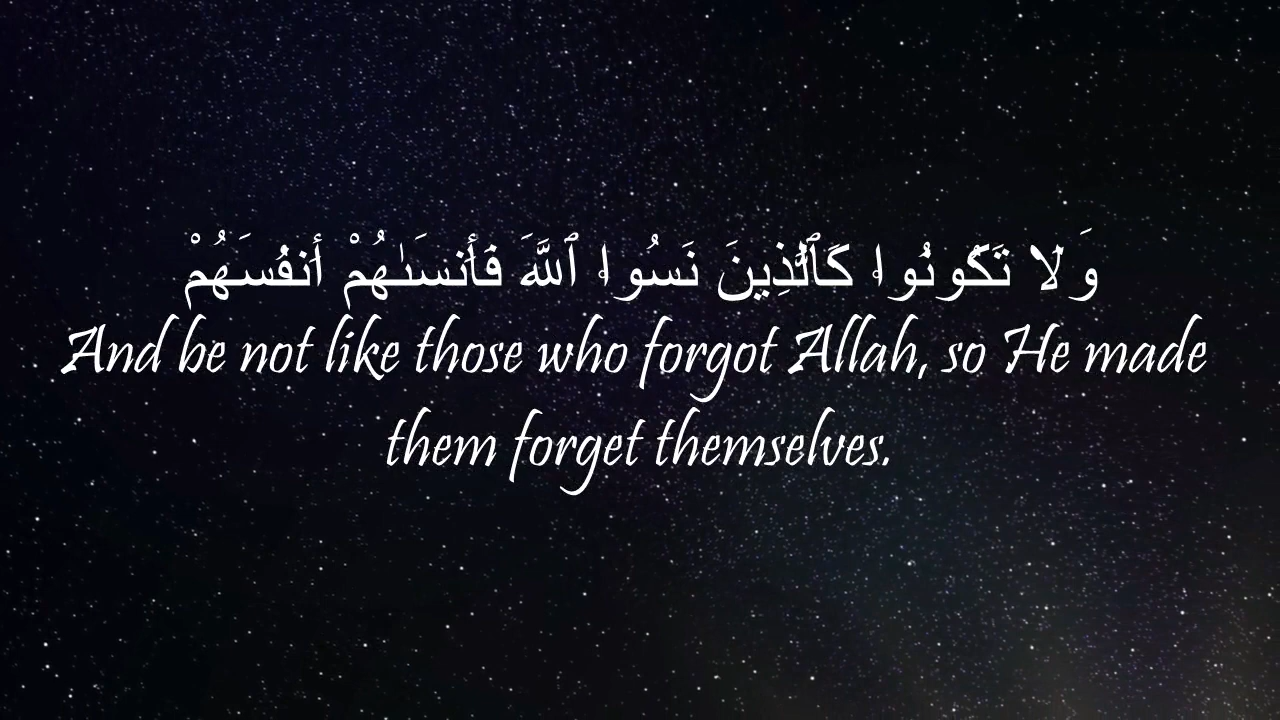 وَلَا تَكُونُوا۟ كَٱلَّذِينَ نَسُوا۟ ٱللَّهَ فَأَنسَىٰهُمْ أَنفُسَهُمْ
And be not like those who forgot Allah, so He made
them forget themselves.